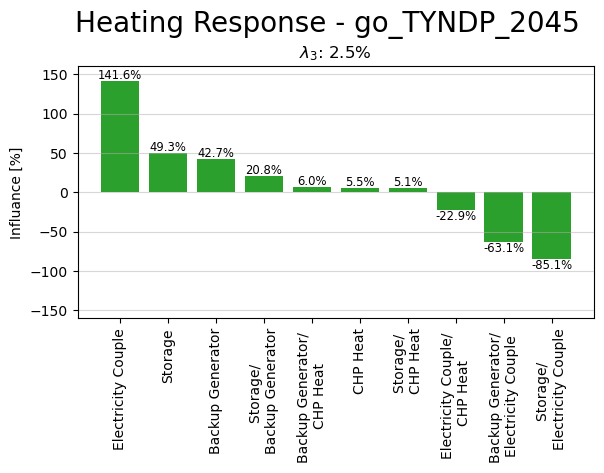 Heating Response - go_TYNDP_2045
λ₃: 2.5%
Influance [%]
150
100
50
0
−50
−100
−150
141.6%
49.3%
42.7%
20.8%
6.0%
5.5%
5.1%
-22.9%
-63.1%
-85.1%
Electricity Couple
Storage
Backup Generator
Storage/
Backup Generator
Backup Generator/
CHP Heat
CHP Heat
Storage/
CHP Heat
Electricity Couple/
CHP Heat
Backup Generator/
Electricity Couple
Storage/
Electricity Couple